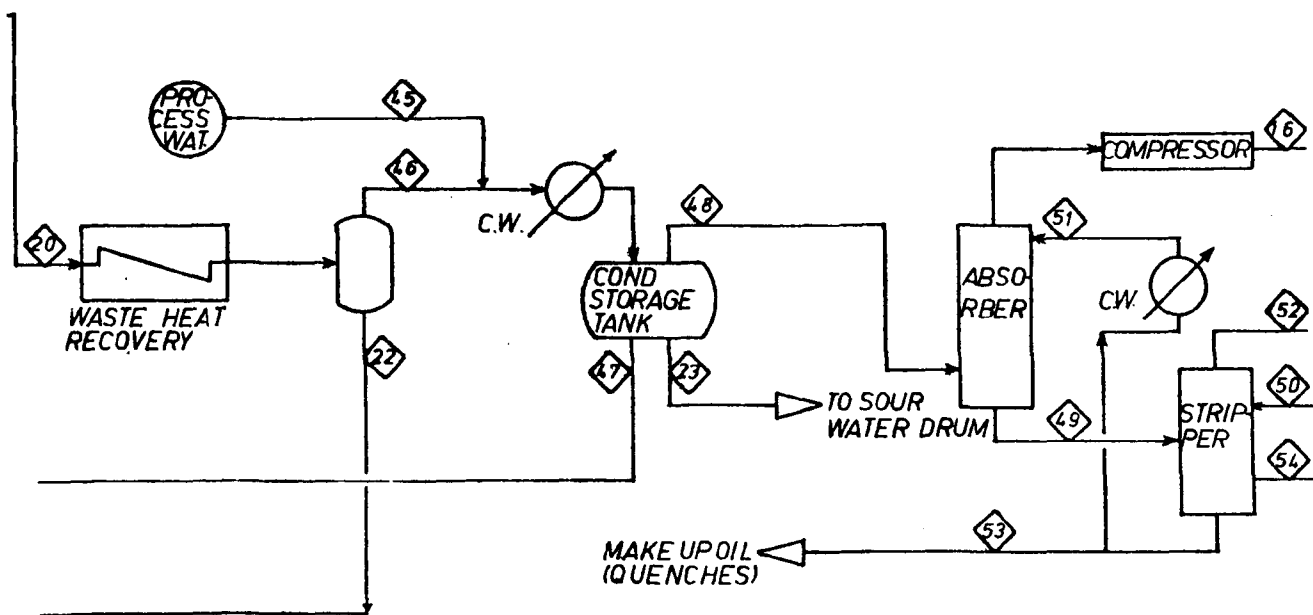 PRO-
CESS
WAT.
45
46
C.W.
48
COMPRESSOR
16
20
WASTE HEAT
RECOVERY
COND
STORAGE
TANK
51
ABSO-
RBER
C.W.
52
22
47
23
TO SOUR
WATER DRUM
49
STRIP-
PER
50
54
53
MAKE UP OIL
(QUENCHES)